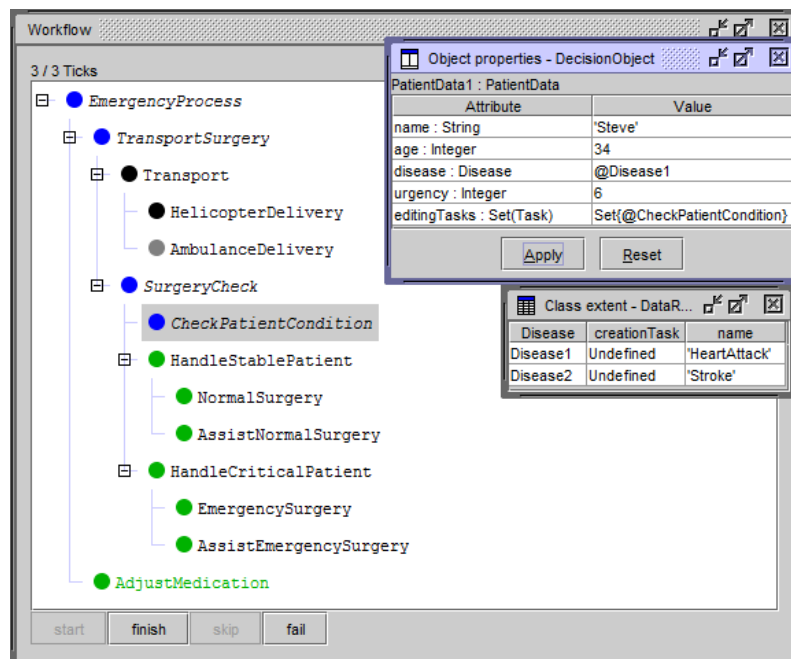 Workflow
3 / 3 Ticks
EmergencyProcess
TransportSurgery
Transport
HelicopterDelivery
AmbulanceDelivery
SurgeryCheck
CheckPatientCondition
HandleStablePatient
NormalSurgery
AssistNormalSurgery
HandleCriticalPatient
EmergencySurgery
AssistEmergencySurgery
AdjustMedication
start finish skip fail
Object properties - DecisionObject
PatientData1 : PatientData
Attribute Value
name : String 'Steve'
age : Integer 34
disease : Disease @Disease1
urgency : Integer 6
editingTasks : Set(Task) Set{@CheckPatientCondition}
Apply Reset
Class extent - DataR...
Disease creationTask name
Disease1 Undefined 'HeartAttack'
Disease2 Undefined 'Stroke'